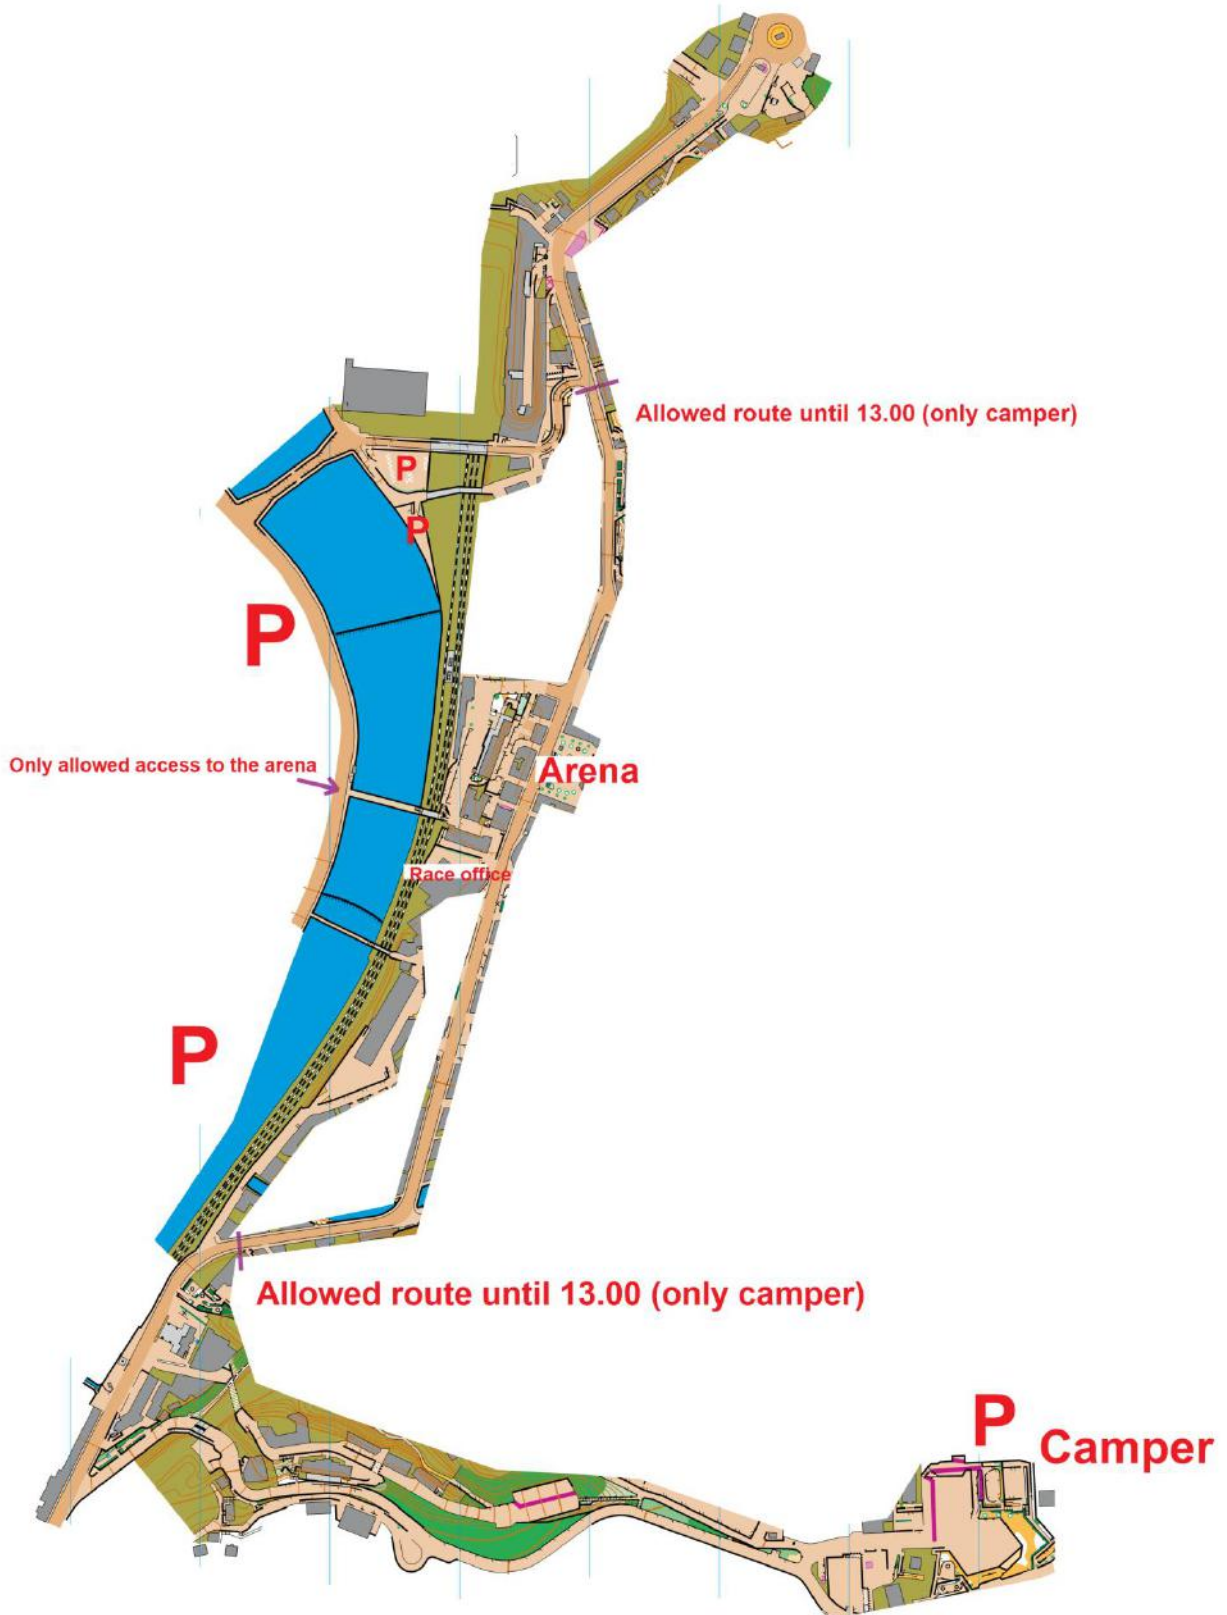 Allowed route until 13.00 (only camper)
P
P
P
Only allowed access to the arena
Arena
Race office
P
Allowed route until 13.00 (only camper)
P
Camper